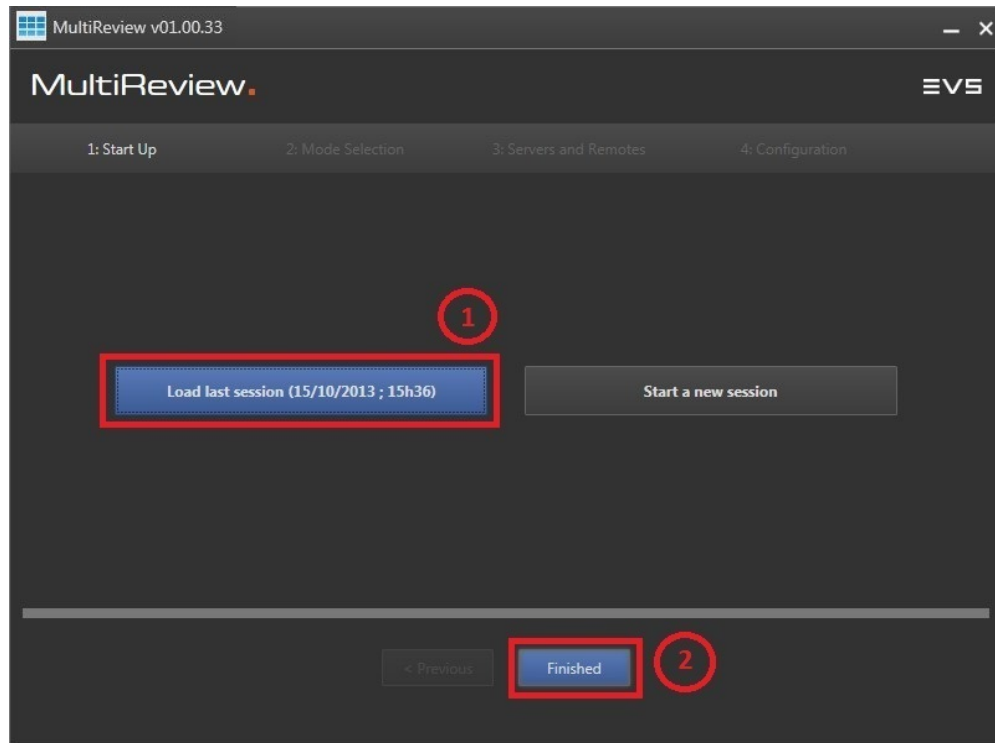 MultiReview v01.00.33
MultiReview.
EVS
1: Start Up
2: Mode Selection
3: Servers and Remotes
4: Configuration
1
Load last session (15/10/2013 ; 15h36)
Start a new session
< Previous
Finished
2